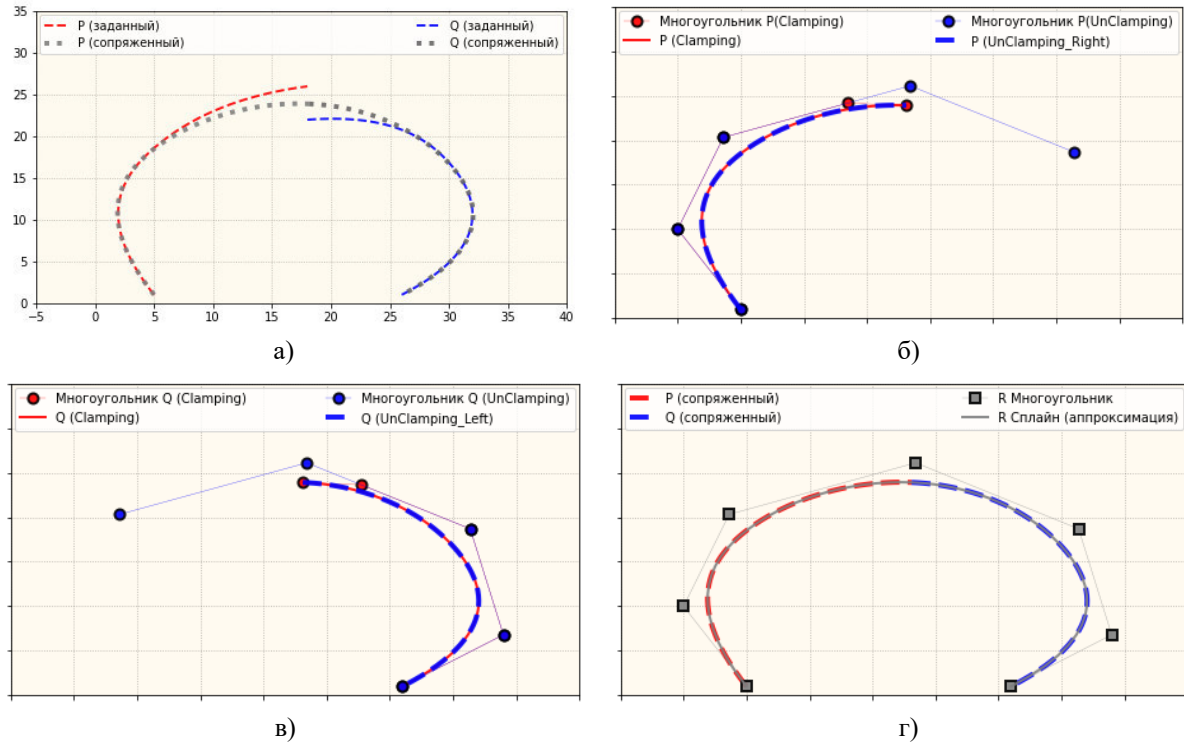 P (заданный)
P (сопряженный)
Q (заданный)
Q (сопряженный)
35
30
25
20
15
10
5
0
-5 0 5 10 15 20 25 30 35 40
а)
Многоугольник P(Clamping)
P (Clamping)
Многоугольник P(UnClamping)
P (UnClamping_Right)
б)
Многоугольник Q (Clamping)
Q (Clamping)
Многоугольник Q (UnClamping)
Q (UnClamping_Left)
в)
P (сопряженный)
Q (сопряженный)
R Многоугольник
R Сплайн (аппроксимация)
г)